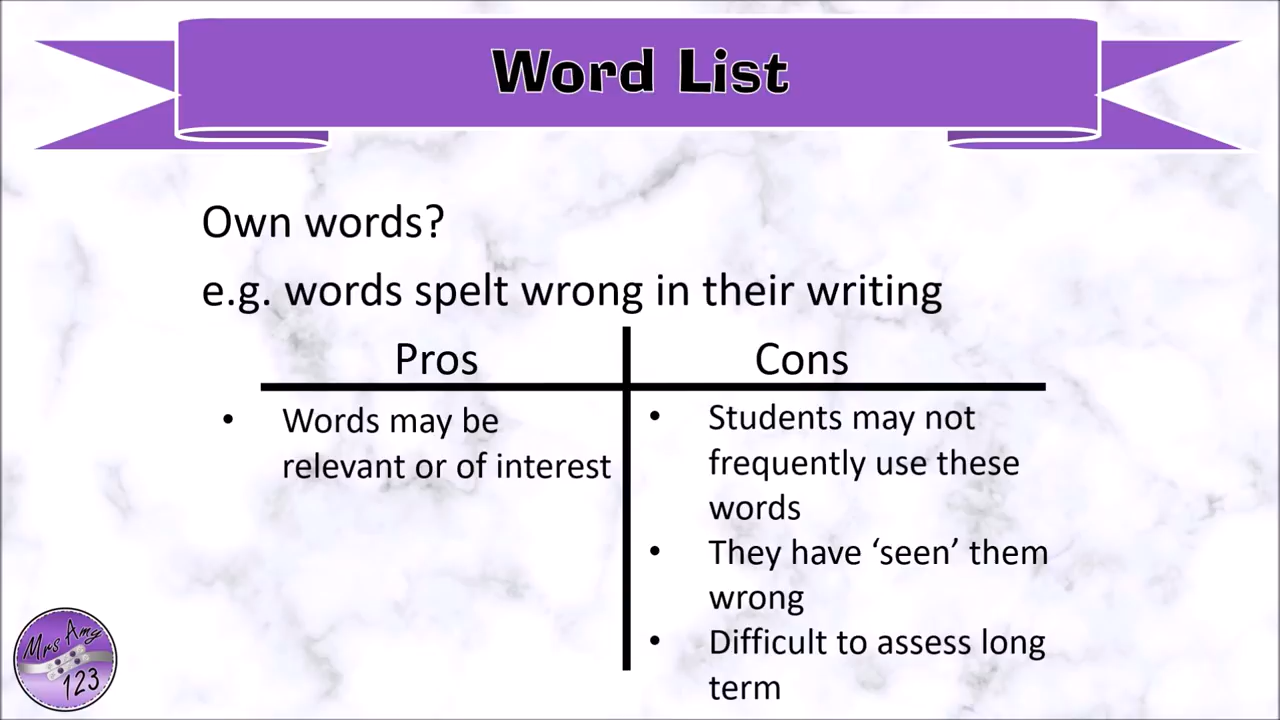 Word List
Own words?
e.g. words spelt wrong in their writing
Pros
Cons
• Words may be
relevant or of interest
• Students may not
frequently use these
words
• They have ‘seen’ them
wrong
• Difficult to assess long
term
Mrs Amy
123